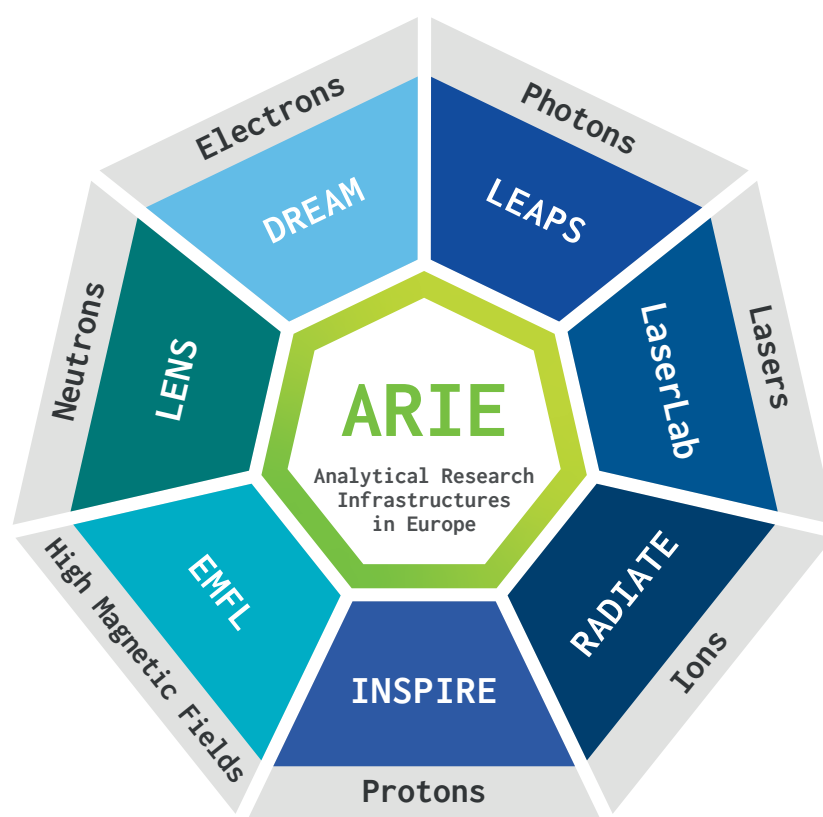 Electrons
DREAM
Photons
LEAPS
Lasers
LaserLab
Ions
RADIATE
Protons
INSPIRE
High Magnetic Fields
EMFL
Neutrons
LENS
ARIE
Analytical Research
Infrastructures
in Europe